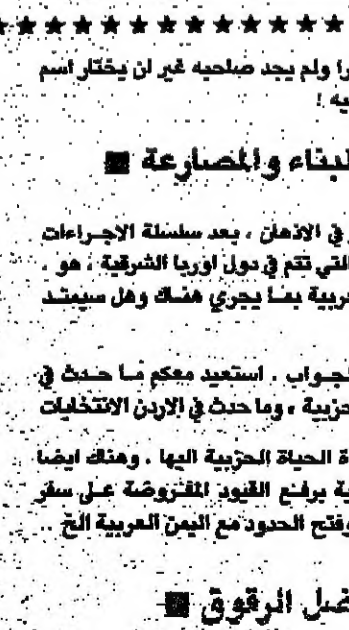 را ولم يجد صاحبه غير ان يختار اسم
يه !
لبناء والمصارعة
في الاذهان ، بعد سلسلة الاجراءات
التي تتم في دول اوربا الشرقية ، هو .
عربية بما يجري هناك وهل سيمتد
لجواب . استعيد معكم ما حدث في
حزبية ، وما حدث في الاردن الانتخابات
ة الحياة الحزبية اليها . وهناك ايضا
ية برفع القيود المفروضة على سفر
وفتح الحدود مع اليمن العربية الخ ..
ضل الرقوق